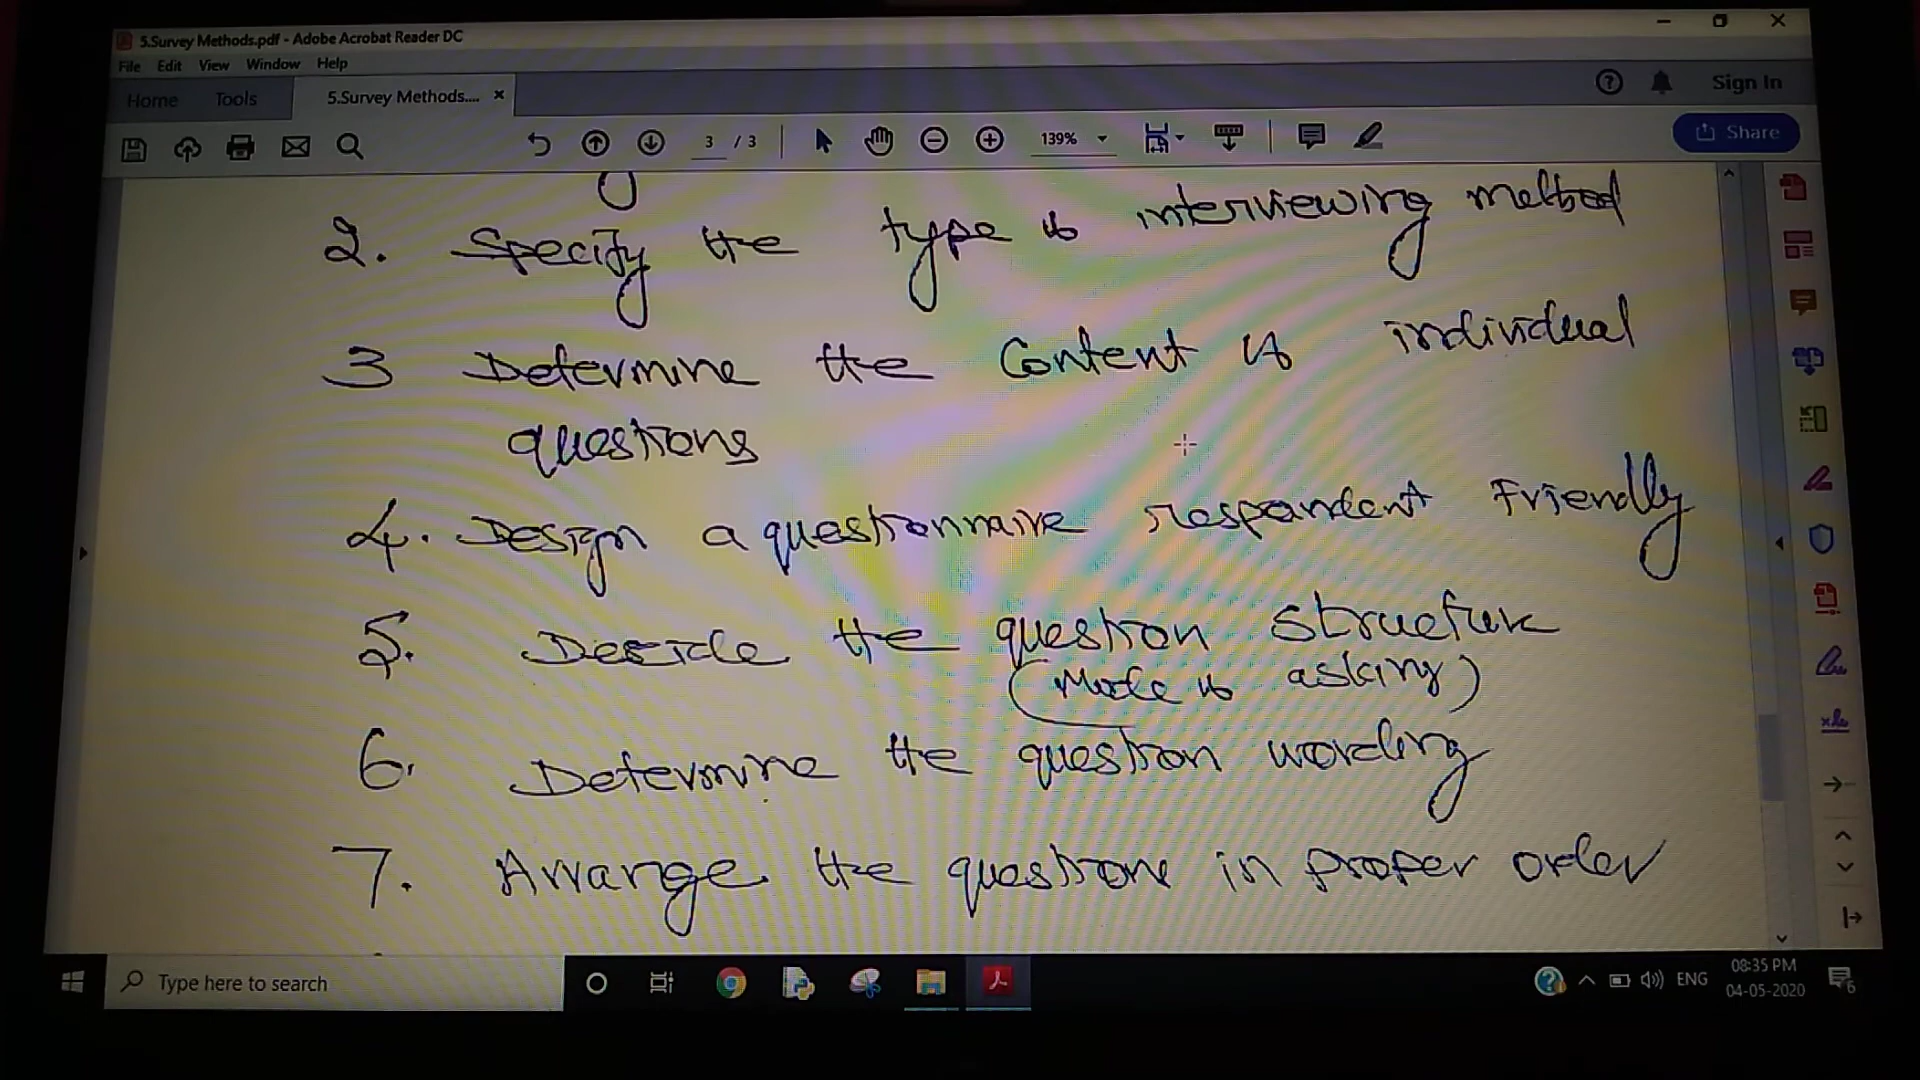 5.Survey Methods.pdf - Adobe Acrobat Reader DC
File Edit View Window Help
Home Tools 5.Survey Methods.... × Sign In
3 / 3 139% Share
2. Specify the type of interviewing method
3 Determine the Content of individual
questions
4. Design a questionnaire respondent Friendly
5. Deside the question structure
(Mode of asking)
6. Determine the question wording
7. Arrange the questions in proper order
Type here to search
ENG
08:35 PM
04-05-2020
6